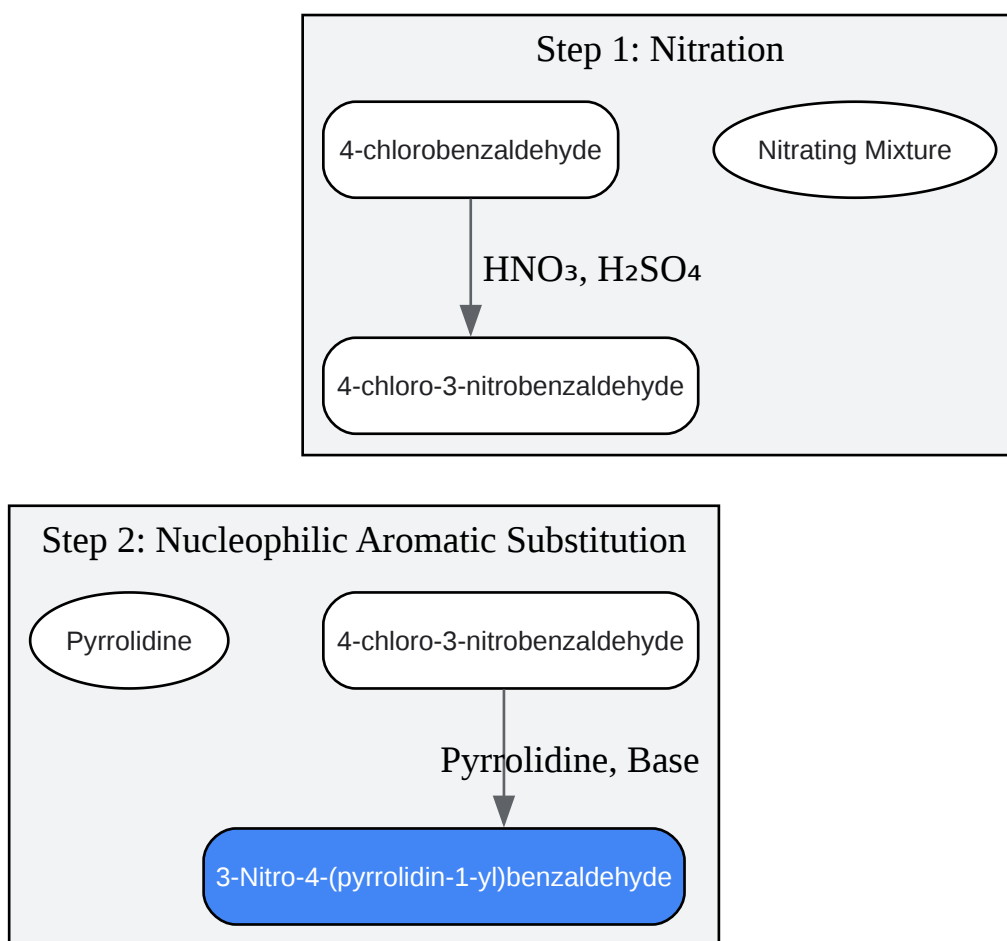 Step 1: Nitration
4-chlorobenzaldehyde
Nitrating Mixture
HNO₃, H₂SO₄
4-chloro-3-nitrobenzaldehyde
Step 2: Nucleophilic Aromatic Substitution
Pyrrolidine
4-chloro-3-nitrobenzaldehyde
Pyrrolidine, Base
3-Nitro-4-(pyrrolidin-1-yl)benzaldehyde